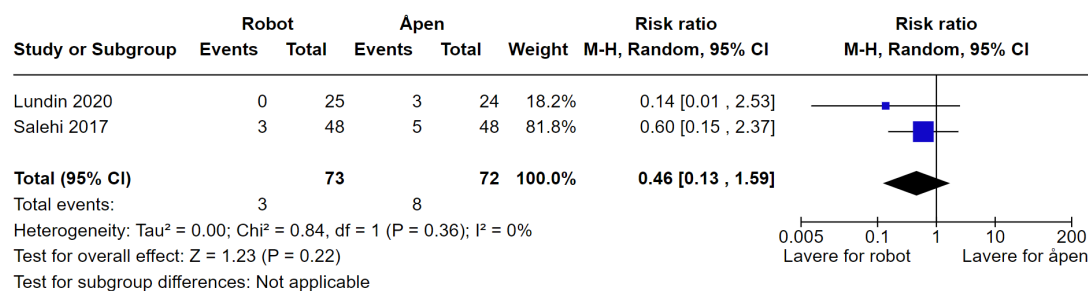 Robot Åpen Risk ratio Risk ratio
Study or Subgroup Events Total Events Total Weight M-H, Random, 95% CI M-H, Random, 95% CI
Lundin 2020 0 25 3 24 18.2% 0.14 [0.01 , 2.53]
Salehi 2017 3 48 5 48 81.8% 0.60 [0.15 , 2.37]
Total (95% CI) 73 72 100.0% 0.46 [0.13 , 1.59]
Total events: 3 8
Heterogeneity: Tau² = 0.00; Chi² = 0.84, df = 1 (P = 0.36); I² = 0%
Test for overall effect: Z = 1.23 (P = 0.22)
Test for subgroup differences: Not applicable
0.005 0.1 1 10 200
Lavere for robot Lavere for åpen